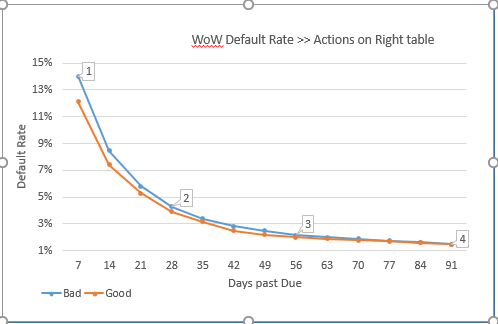 WoW Default Rate >> Actions on Right table
15%
13%
11%
9%
7%
5%
3%
1%
Default Rate
1
2
3
4
7 14 21 28 35 42 49 56 63 70 77 84 91
Days past Due
Bad Good